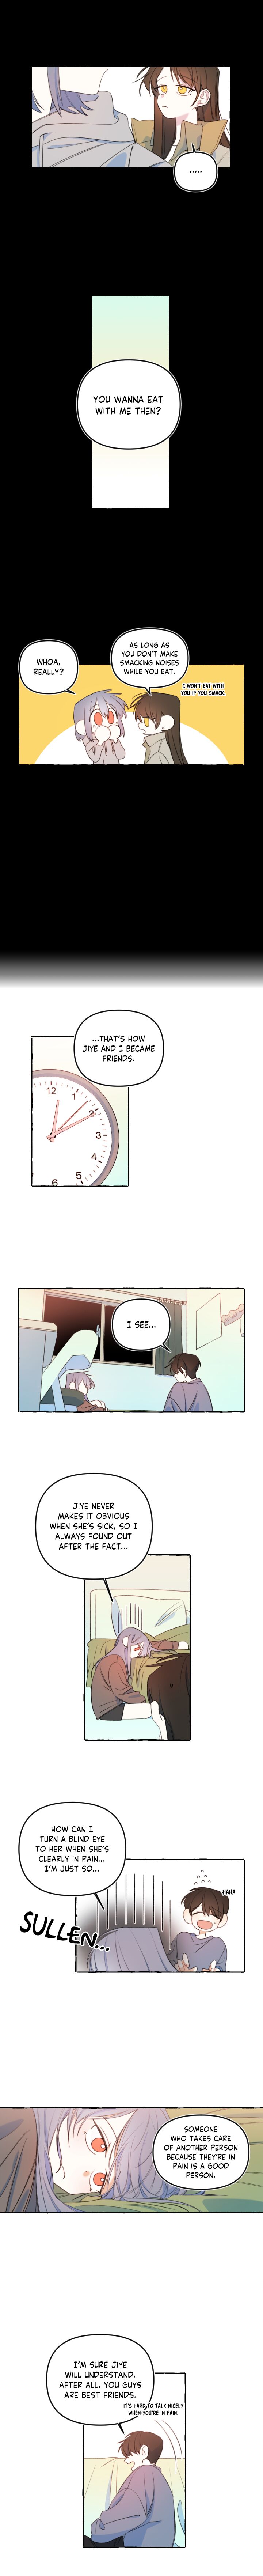 .....
YOU WANNA EAT
WITH ME THEN?
WHOA,
REALLY?
AS LONG AS
YOU DON'T MAKE
SMACKING NOISES
WHILE YOU EAT.
I WON'T EAT WITH
YOU IF YOU SMACK.
...THAT'S HOW
JIYE AND I BECAME
FRIENDS.
12
1
2
3
4
5
6
I SEE...
JIYE NEVER
MAKES IT OBVIOUS
WHEN SHE'S SICK, SO I
ALWAYS FOUND OUT
AFTER THE FACT...
HOW CAN I
TURN A BLIND EYE
TO HER WHEN SHE'S
CLEARLY IN PAIN...
I'M JUST SO...
HAHA
SULLEN...
SOMEONE
WHO TAKES CARE
OF ANOTHER PERSON
BECAUSE THEY'RE IN
PAIN IS A GOOD
PERSON.
I'M SURE JIYE
WILL UNDERSTAND.
AFTER ALL, YOU GUYS
ARE BEST FRIENDS.
IT'S HARD TO TALK NICELY
WHEN YOU'RE IN PAIN.